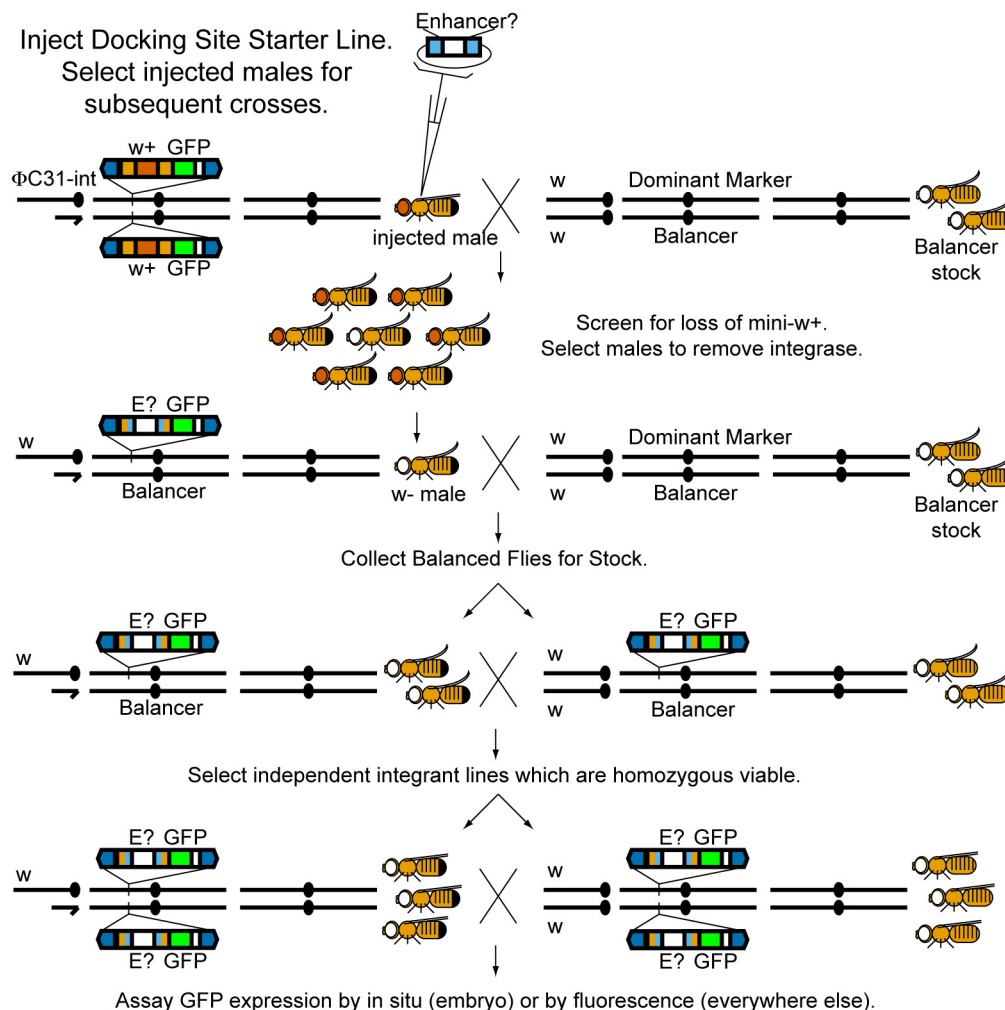 Enhancer?
Inject Docking Site Starter Line.
Select injected males for
subsequent crosses.
w+ GFP
ΦC31-int
w+ GFP
injected male
w
Dominant Marker
w
Balancer
Balancer
stock
Screen for loss of mini-w+.
Select males to remove integrase.
E? GFP
w
Balancer
w- male
w
Dominant Marker
w
Balancer
Balancer
stock
Collect Balanced Flies for Stock.
E? GFP
w
Balancer
E? GFP
w
Balancer
Select independent integrant lines which are homozygous viable.
E? GFP
w
E? GFP
E? GFP
w
w
E? GFP
Assay GFP expression by in situ (embryo) or by fluorescence (everywhere else).